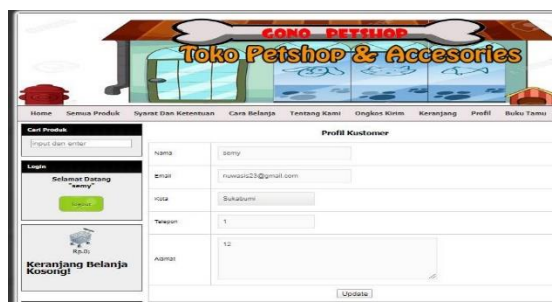 GONO PETSHOP
Toko Petshop & Accesories
Home Semua Produk Syarat Dan Ketentuan Cara Belanja Tentang Kami Ongkos Kirim Keranjang Profil Buku Tamu
Cari Produk
input dan enter
Login
Selamat Datang
"semy"
Logout
Rp.0;
Keranjang Belanja
Kosong!
Profil Kustomer
Nama semy
Email nuwasis23@gmail.com
Kota Sukabumi
Telepon 1
Alamat 12
Update